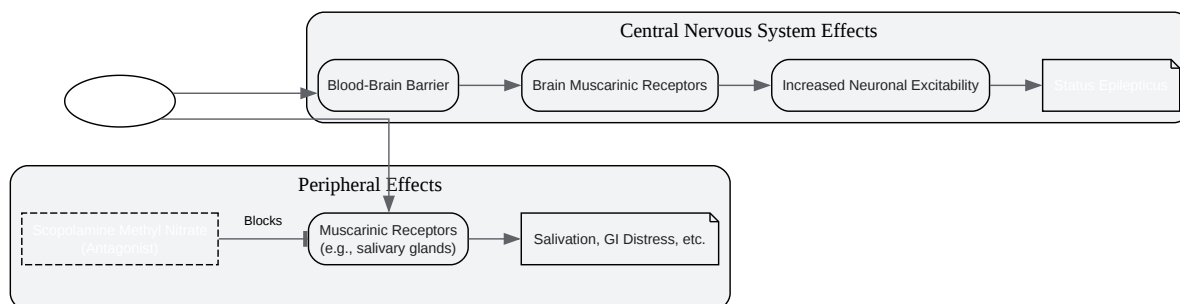 Central Nervous System Effects
Blood-Brain Barrier
Brain Muscarinic Receptors
Increased Neuronal Excitability
Status Epilepticus
Peripheral Effects
Scopolamine Methyl Nitrate
(Antagonist)
Blocks
Muscarinic Receptors
(e.g., salivary glands)
Salivation, GI Distress, etc.